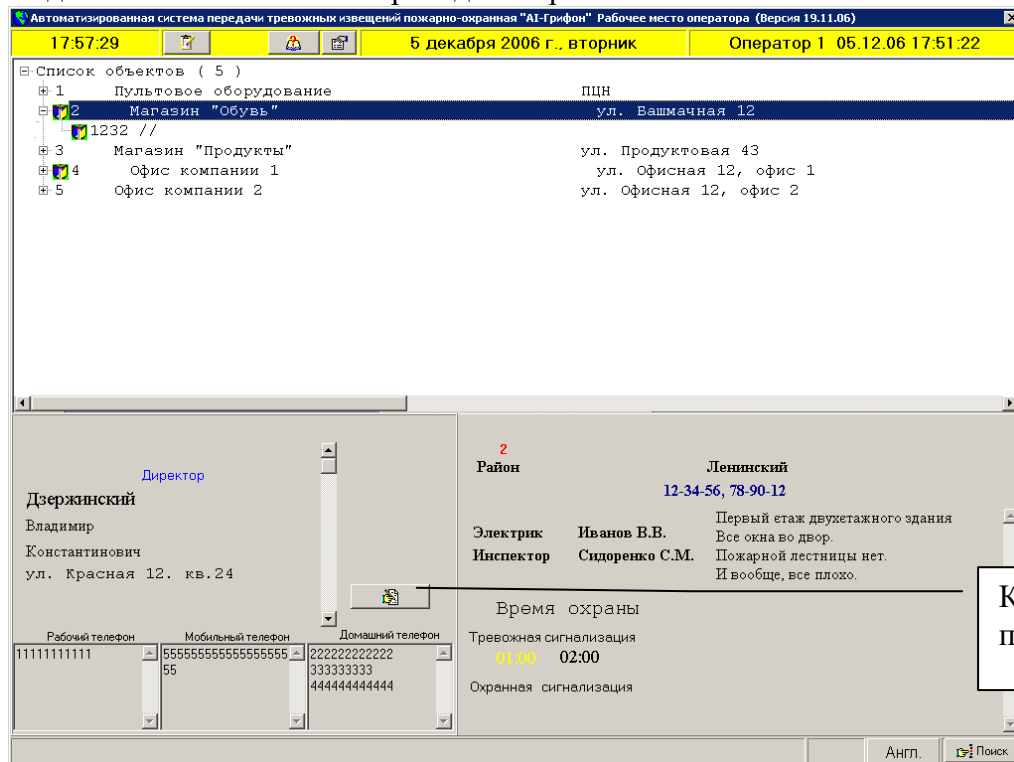 Автоматизированная система передачи тревожных извещений пожарно-охранная "AI-Грифон" Рабочее место оператора (Версия 19.11.06)
17:57:29
5 декабря 2006 г., вторник
Оператор 1 05.12.06 17:51:22
Список объектов ( 5 )
1 Пультовое оборудование ПЦН
2 Магазин "Обувь" ул. Башмачная 12
1232 //
3 Магазин "Продукты" ул. Продуктовая 43
4 Офис компании 1 ул. Офисная 12, офис 1
5 Офис компании 2 ул. Офисная 12, офис 2
Директор
Дзержинский
Владимир
Константинович
ул. Красная 12. кв.24
Рабочий телефон Мобильный телефон Домашний телефон
11111111111
555555555555555555
55
222222222222
333333333
444444444444
2
Район Ленинский
12-34-56, 78-90-12
Электрик Иванов В.В.
Инспектор Сидоренко С.М.
Первый етаж двухетажного здания
Все окна во двор.
Пожарной лестницы нет.
И вообще, все плохо.
Время охраны
Тревожная сигнализация
01:00 02:00
Охранная сигнализация
К
п
Англ. Поиск